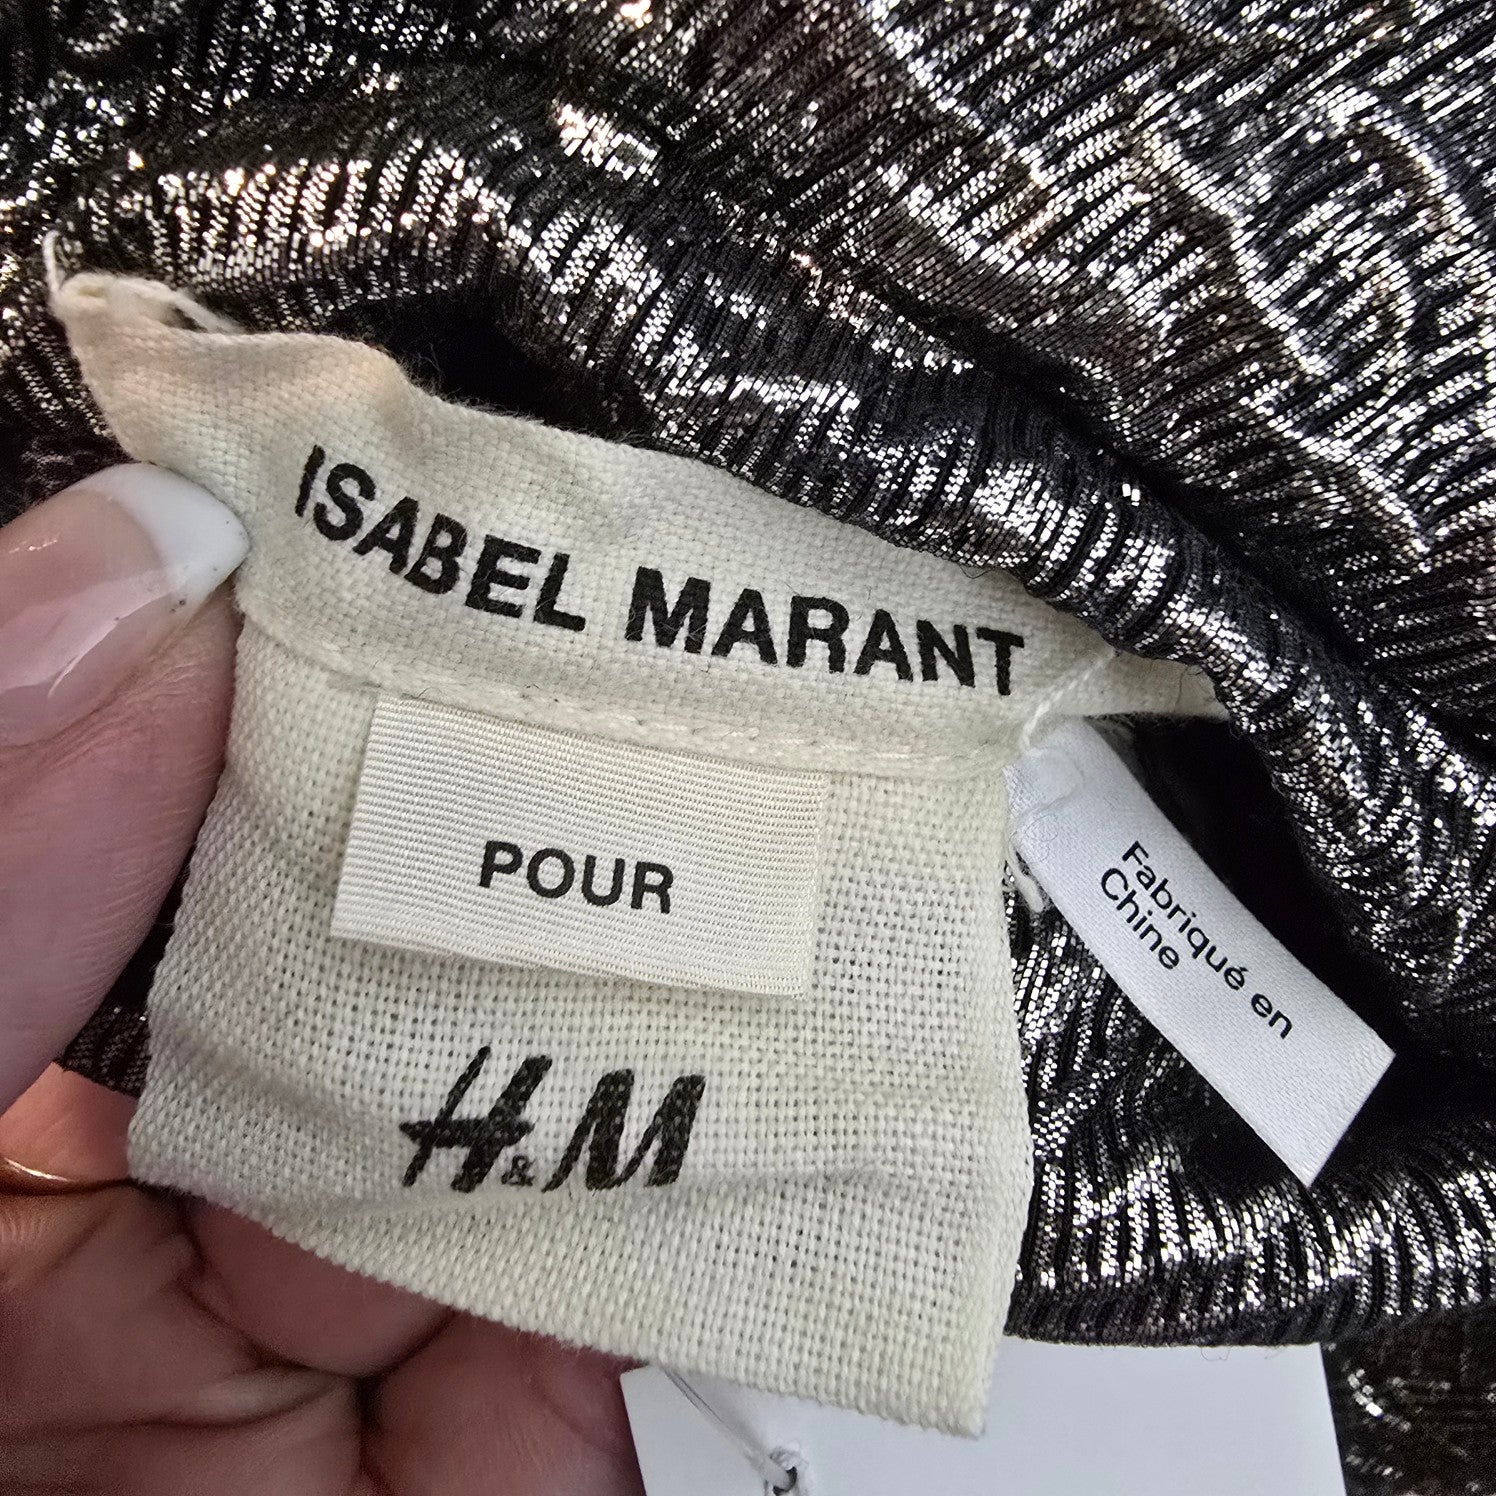 ISABEL MARANT
POUR
H&M
Fabriqué en
Chine